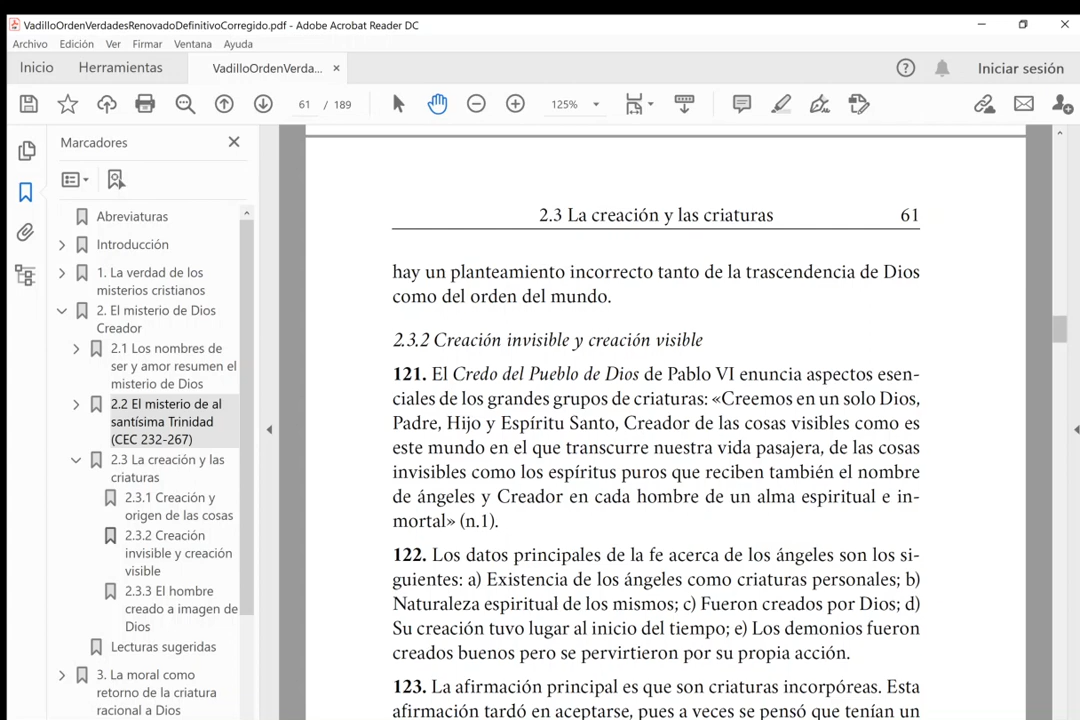 VadilloOrdenVerdadesRenovadoDefinitivoCorregido.pdf - Adobe Acrobat Reader DC
Archivo Edición Ver Firmar Ventana Ayuda
Inicio Herramientas VadilloOrdenVerda... × Iniciar sesión
61 / 189 125%
Marcadores
Abreviaturas
Introducción
1. La verdad de los
misterios cristianos
2. El misterio de Dios
Creador
2.1 Los nombres de
ser y amor resumen el
misterio de Dios
2.2 El misterio de al
santísima Trinidad
(CEC 232-267)
2.3 La creación y las
criaturas
2.3.1 Creación y
origen de las cosas
2.3.2 Creación
invisible y creación
visible
2.3.3 El hombre
creado a imagen de
Dios
Lecturas sugeridas
3. La moral como
retorno de la criatura
racional a Dios
2.3 La creación y las criaturas 61
hay un planteamiento incorrecto tanto de la trascendencia de Dios
como del orden del mundo.
2.3.2 Creación invisible y creación visible
121. El Credo del Pueblo de Dios de Pablo VI enuncia aspectos esen-
ciales de los grandes grupos de criaturas: «Creemos en un solo Dios,
Padre, Hijo y Espíritu Santo, Creador de las cosas visibles como es
este mundo en el que transcurre nuestra vida pasajera, de las cosas
invisibles como los espíritus puros que reciben también el nombre
de ángeles y Creador en cada hombre de un alma espiritual e in-
mortal» (n.1).
122. Los datos principales de la fe acerca de los ángeles son los si-
guientes: a) Existencia de los ángeles como criaturas personales; b)
Naturaleza espiritual de los mismos; c) Fueron creados por Dios; d)
Su creación tuvo lugar al inicio del tiempo; e) Los demonios fueron
creados buenos pero se pervirtieron por su propia acción.
123. La afirmación principal es que son criaturas incorpóreas. Esta
afirmación tardó en aceptarse, pues a veces se pensó que tenían un